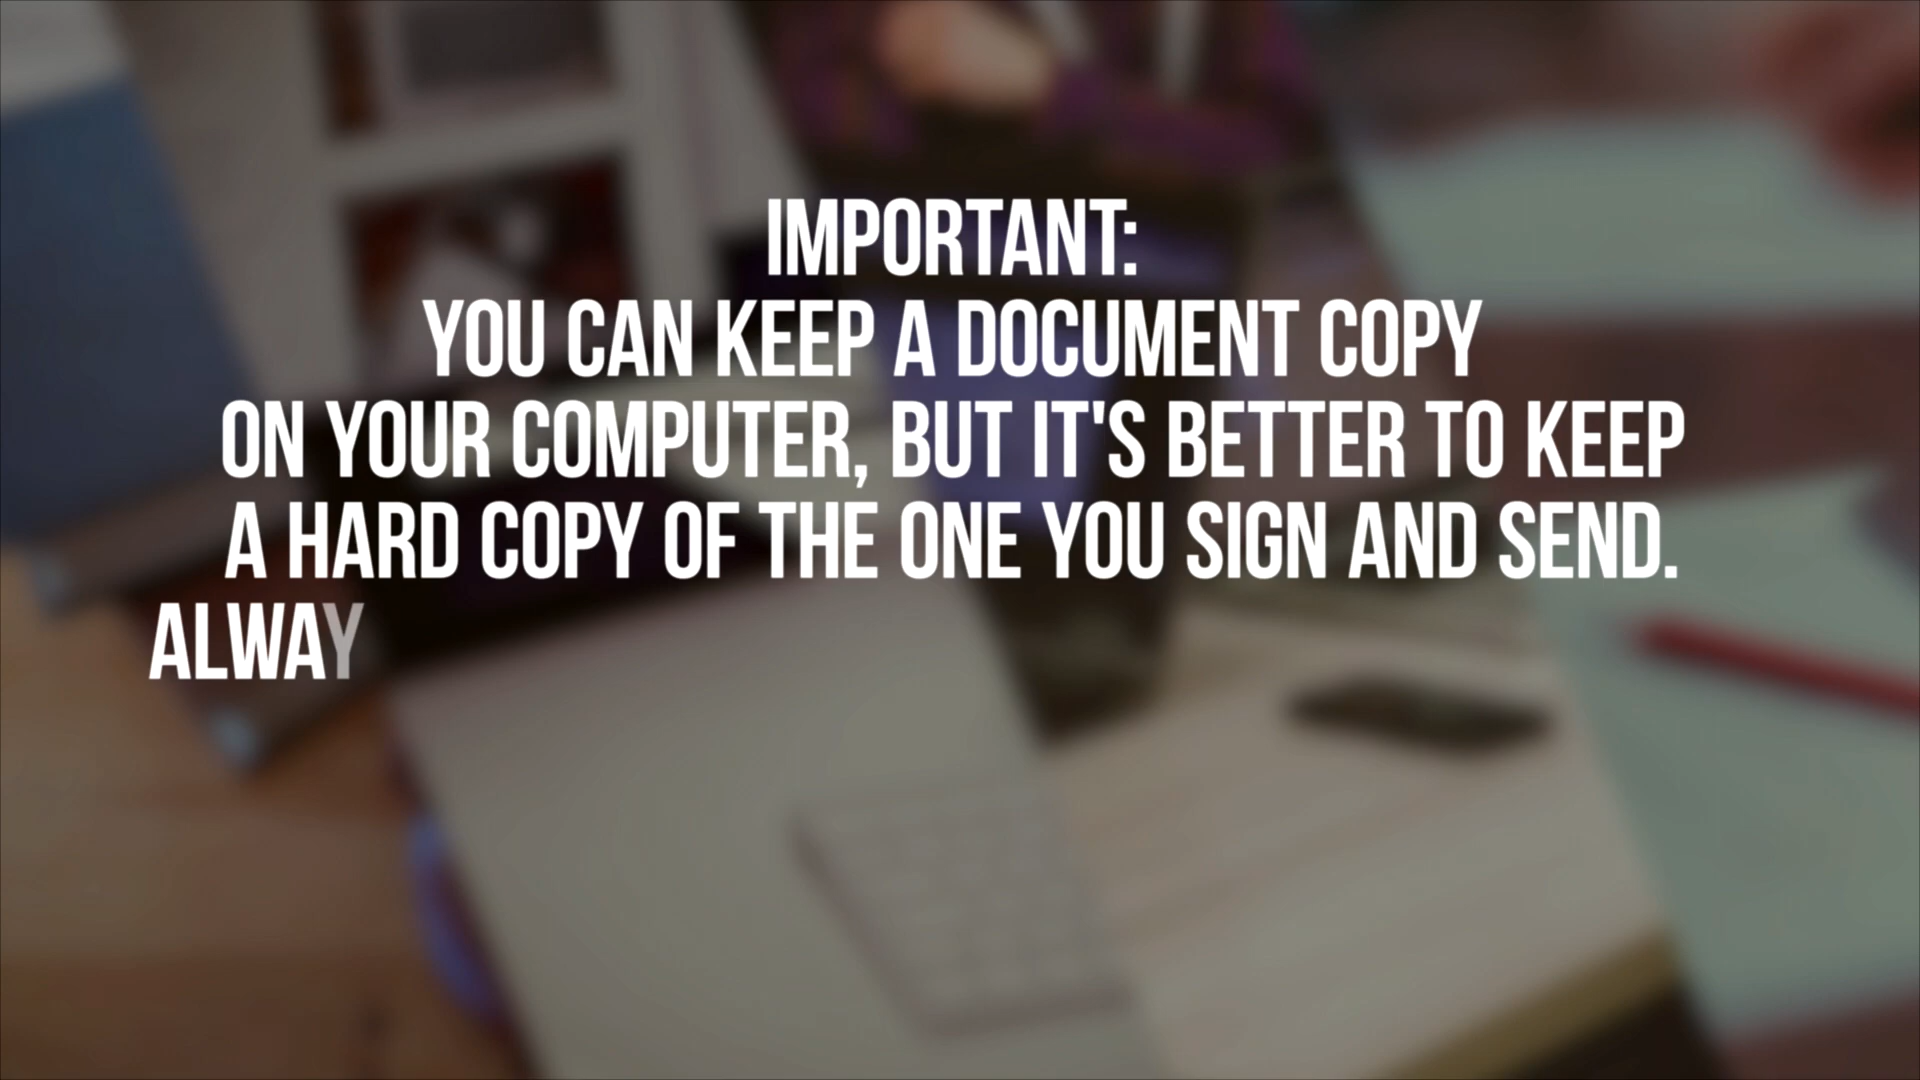 IMPORTANT:
YOU CAN KEEP A DOCUMENT COPY
ON YOUR COMPUTER, BUT IT'S BETTER TO KEEP
A HARD COPY OF THE ONE YOU SIGN AND SEND.
ALWAY